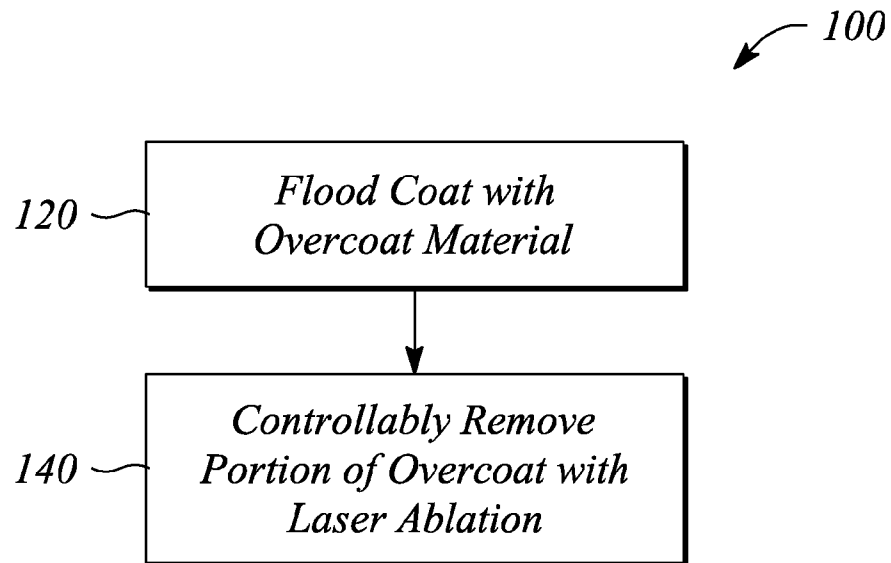 100
120
Flood Coat with
Overcoat Material
140
Controllably Remove
Portion of Overcoat with
Laser Ablation